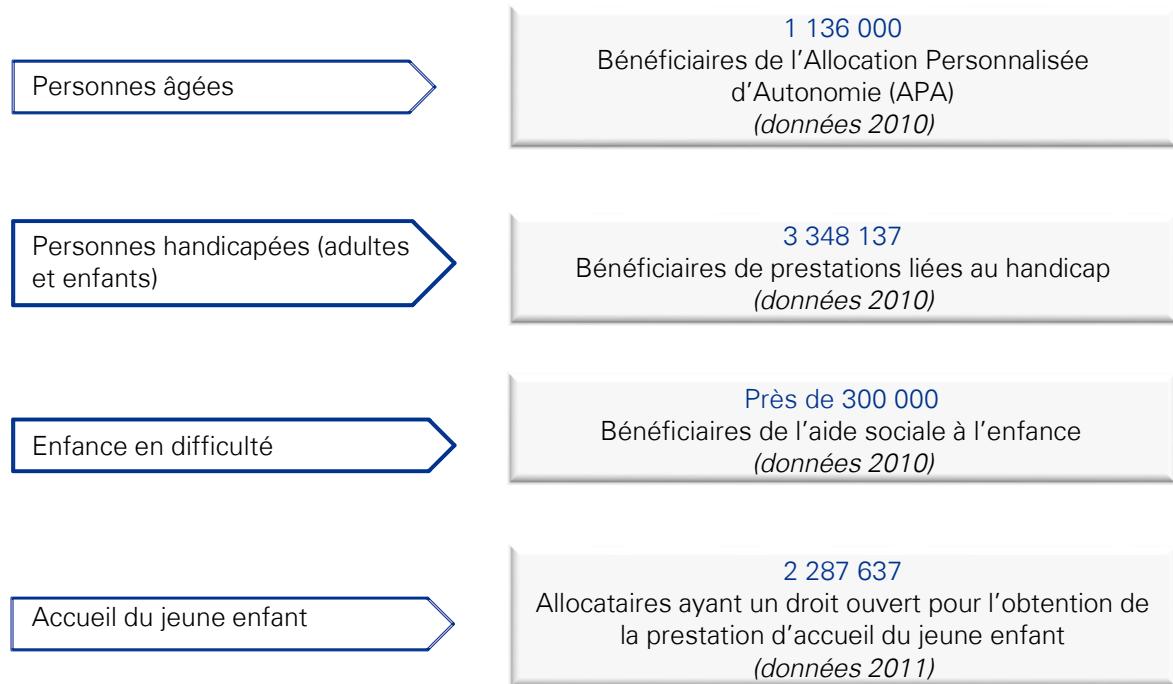 Personnes âgées
1 136 000
Bénéficiaires de l’Allocation Personnalisée
d’Autonomie (APA)
(données 2010)
Personnes handicapées (adultes
et enfants)
3 348 137
Bénéficiaires de prestations liées au handicap
(données 2010)
Enfance en difficulté
Près de 300 000
Bénéficiaires de l’aide sociale à l’enfance
(données 2010)
Accueil du jeune enfant
2 287 637
Allocataires ayant un droit ouvert pour l’obtention de
la prestation d’accueil du jeune enfant
(données 2011)